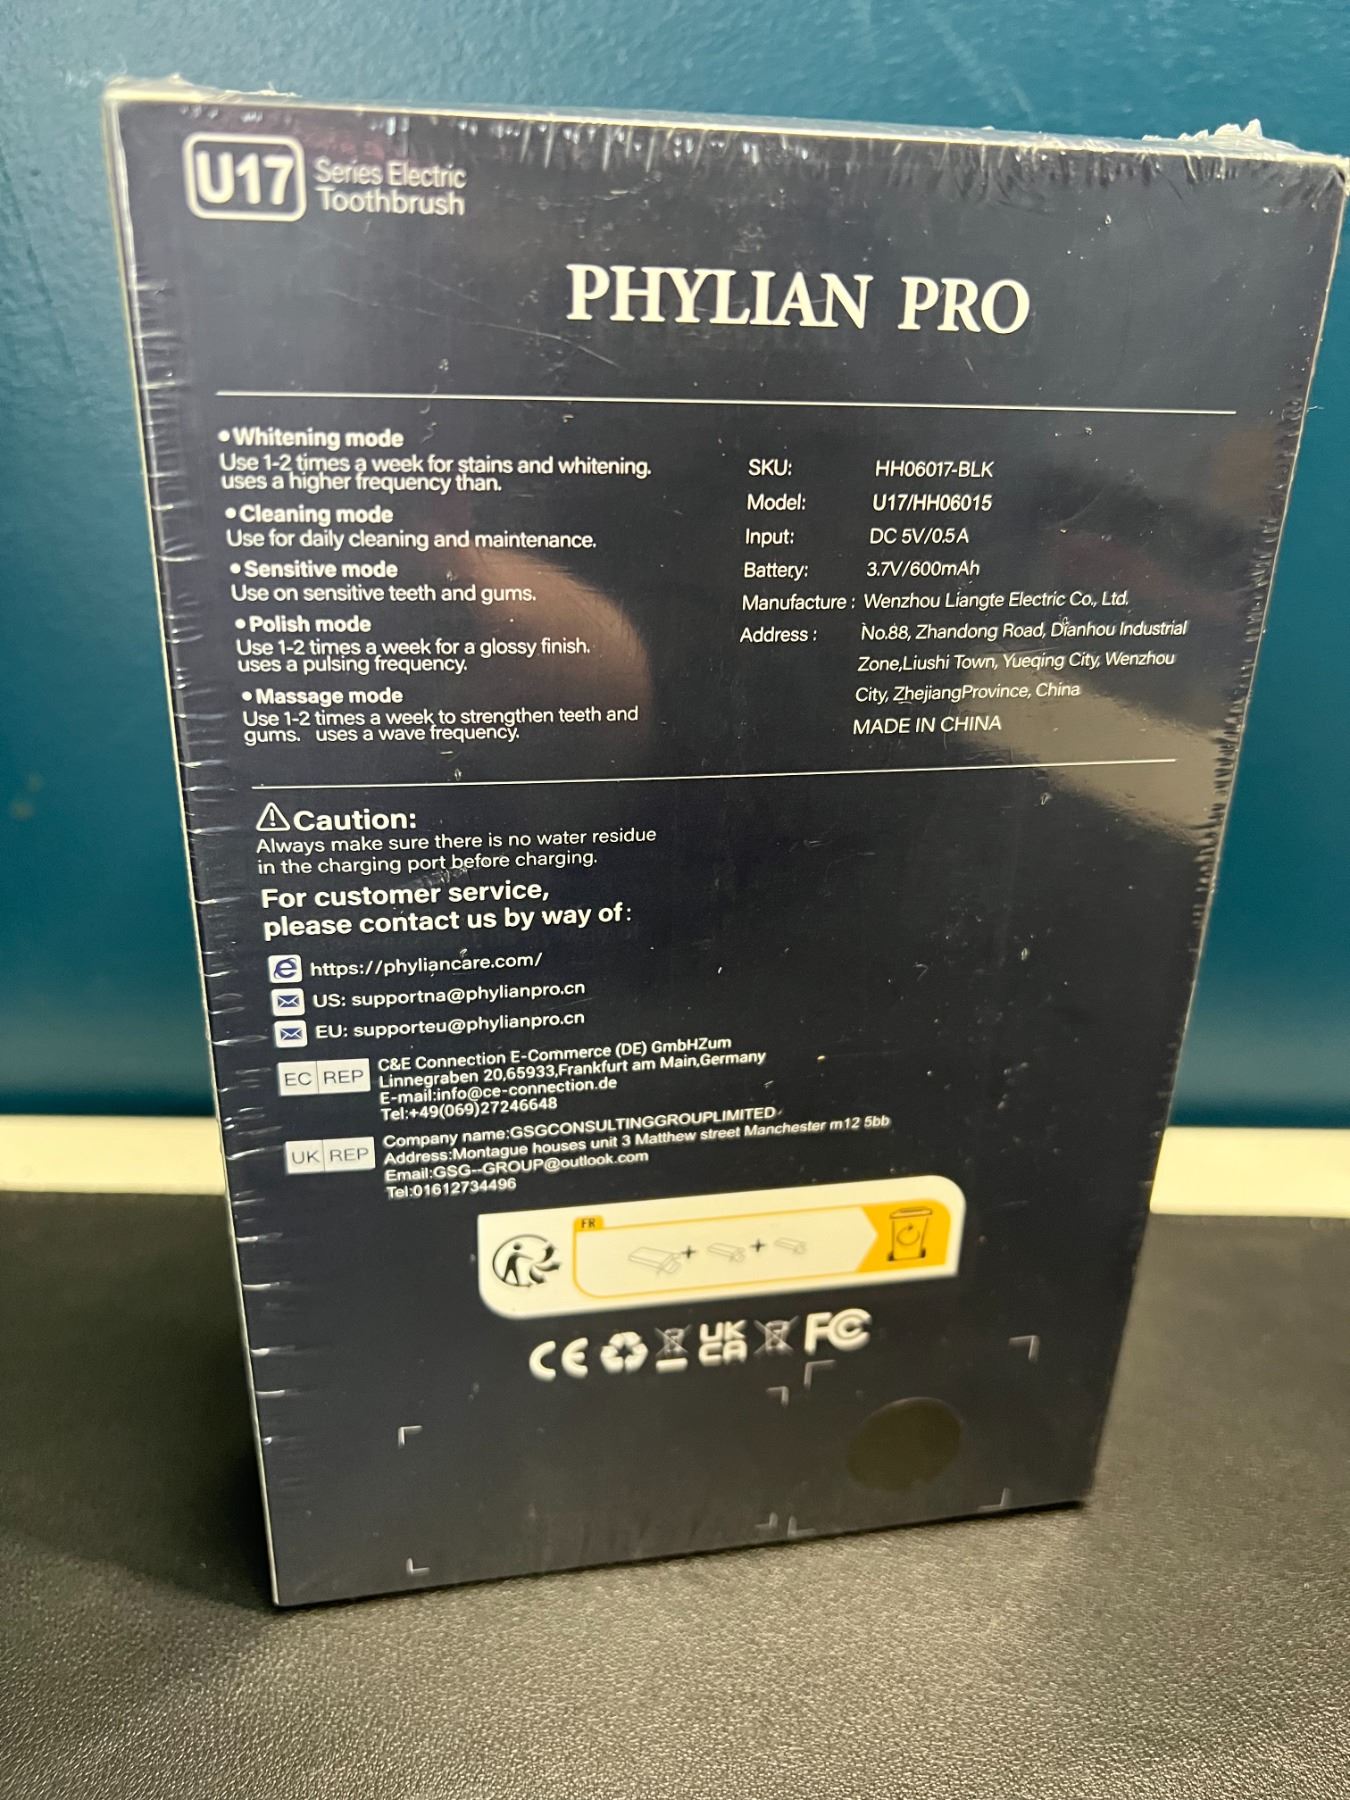 U17 Series Electric
Toothbrush
PHYLIAN PRO
•Whitening mode
Use 1-2 times a week for stains and whitening.
uses a higher frequency than.
•Cleaning mode
Use for daily cleaning and maintenance.
•Sensitive mode
Use on sensitive teeth and gums.
•Polish mode
Use 1-2 times a week for a glossy finish.
uses a pulsing frequency.
•Massage mode
Use 1-2 times a week to strengthen teeth and
gums. uses a wave frequency.
SKU: HH06017-BLK
Model: U17/HH06015
Input: DC 5V/0.5A
Battery: 3.7V/600mAh
Manufacture : Wenzhou Liangte Electric Co., Ltd.
Address : No.88, Zhandong Road, Dianhou Industrial
Zone,Liushi Town, Yueqing City, Wenzhou
City, ZhejiangProvince, China
MADE IN CHINA
Caution:
Always make sure there is no water residue
in the charging port before charging.
For customer service,
please contact us by way of:
https://phyliancare.com/
US: supportna@phylianpro.cn
EU: supporteu@phylianpro.cn
EC REP
C&E Connection E-Commerce (DE) GmbHZum
Linnegraben 20,65933,Frankfurt am Main,Germany
E-mail:info@ce-connection.de
Tel:+49(069)27246648
UK REP
Company name:GSGCONSULTINGGROUPLIMITED
Address:Montague houses unit 3 Matthew street Manchester m12 5bb
Email:GSG--GROUP@outlook.com
Tel:01612734496
FR
CE UK CA FC